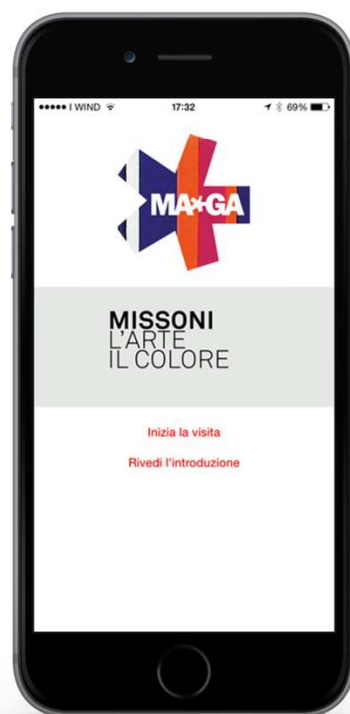 I WIND 17:32 69%
MA*GA
MISSONI
L'ARTE
IL COLORE
Inizia la visita
Rivedi l'introduzione